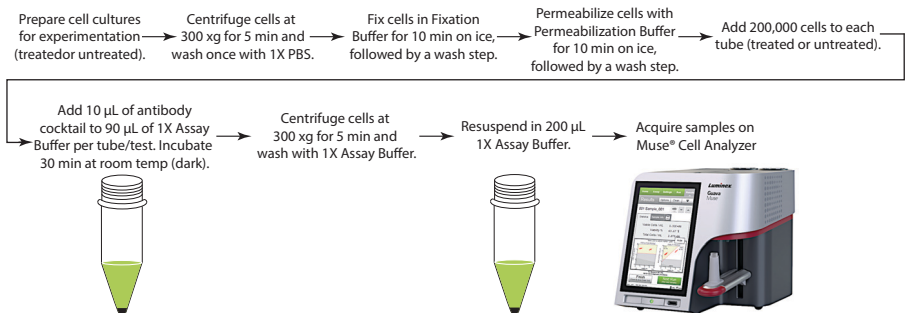 Prepare cell cultures
for experimentation
(treatedor untreated).
Centrifuge cells at
300 xg for 5 min and
wash once with 1X PBS.
Fix cells in Fixation
Buffer for 10 min on ice,
followed by a wash step.
Permeabilize cells with
Permeabilization Buffer
for 10 min on ice,
followed by a wash step.
Add 200,000 cells to each
tube (treated or untreated).
Add 10 µL of antibody
cocktail to 90 µL of 1X Assay
Buffer per tube/test. Incubate
30 min at room temp (dark).
Centrifuge cells at
300 xg for 5 min and
wash with 1X Assay Buffer.
Resuspend in 200 µL
1X Assay Buffer.
Acquire samples on
Muse® Cell Analyzer
Luminex
Guava
Muse